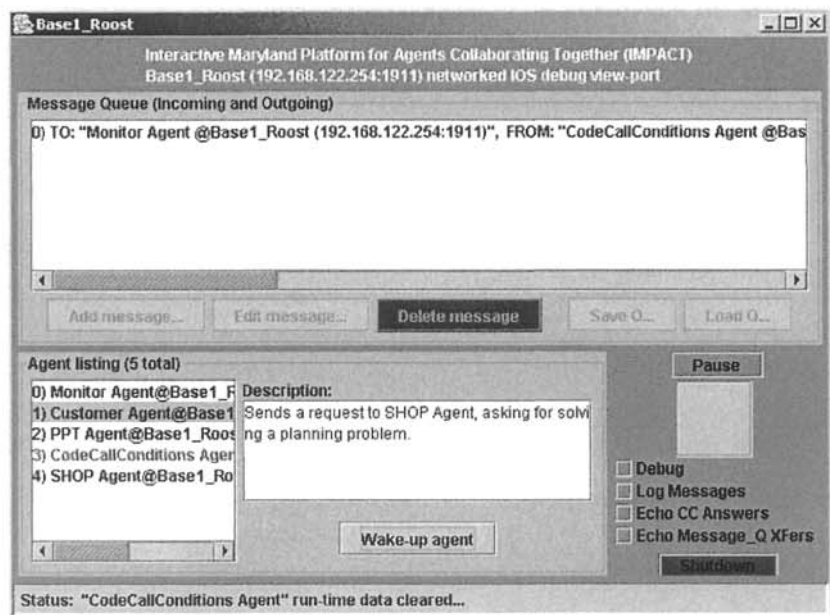 Base1_Roost
Interactive Maryland Platform for Agents Collaborating Together (IMPACT)
Base1_Roost (192.168.122.254:1911) networked IOS debug view-port
Message Queue (Incoming and Outgoing)
0) TO: "Monitor Agent @Base1_Roost (192.168.122.254:1911)", FROM: "CodeCallConditions Agent @Bas
Add message... Edit message... Delete message Save Q... Load Q...
Agent listing (5 total)
Pause
0) Monitor Agent@Base1_R
Description:
1) Customer Agent@Base1
Sends a request to SHOP Agent, asking for solvi
2) PPT Agent@Base1_Roos
ng a planning problem.
3) CodeCallConditions Agen
4) SHOP Agent@Base1_Ro
Debug
Log Messages
Echo CC Answers
Echo Message_Q XFers
Wake-up agent
Shutdown
Status: "CodeCallConditions Agent" run-time data cleared...